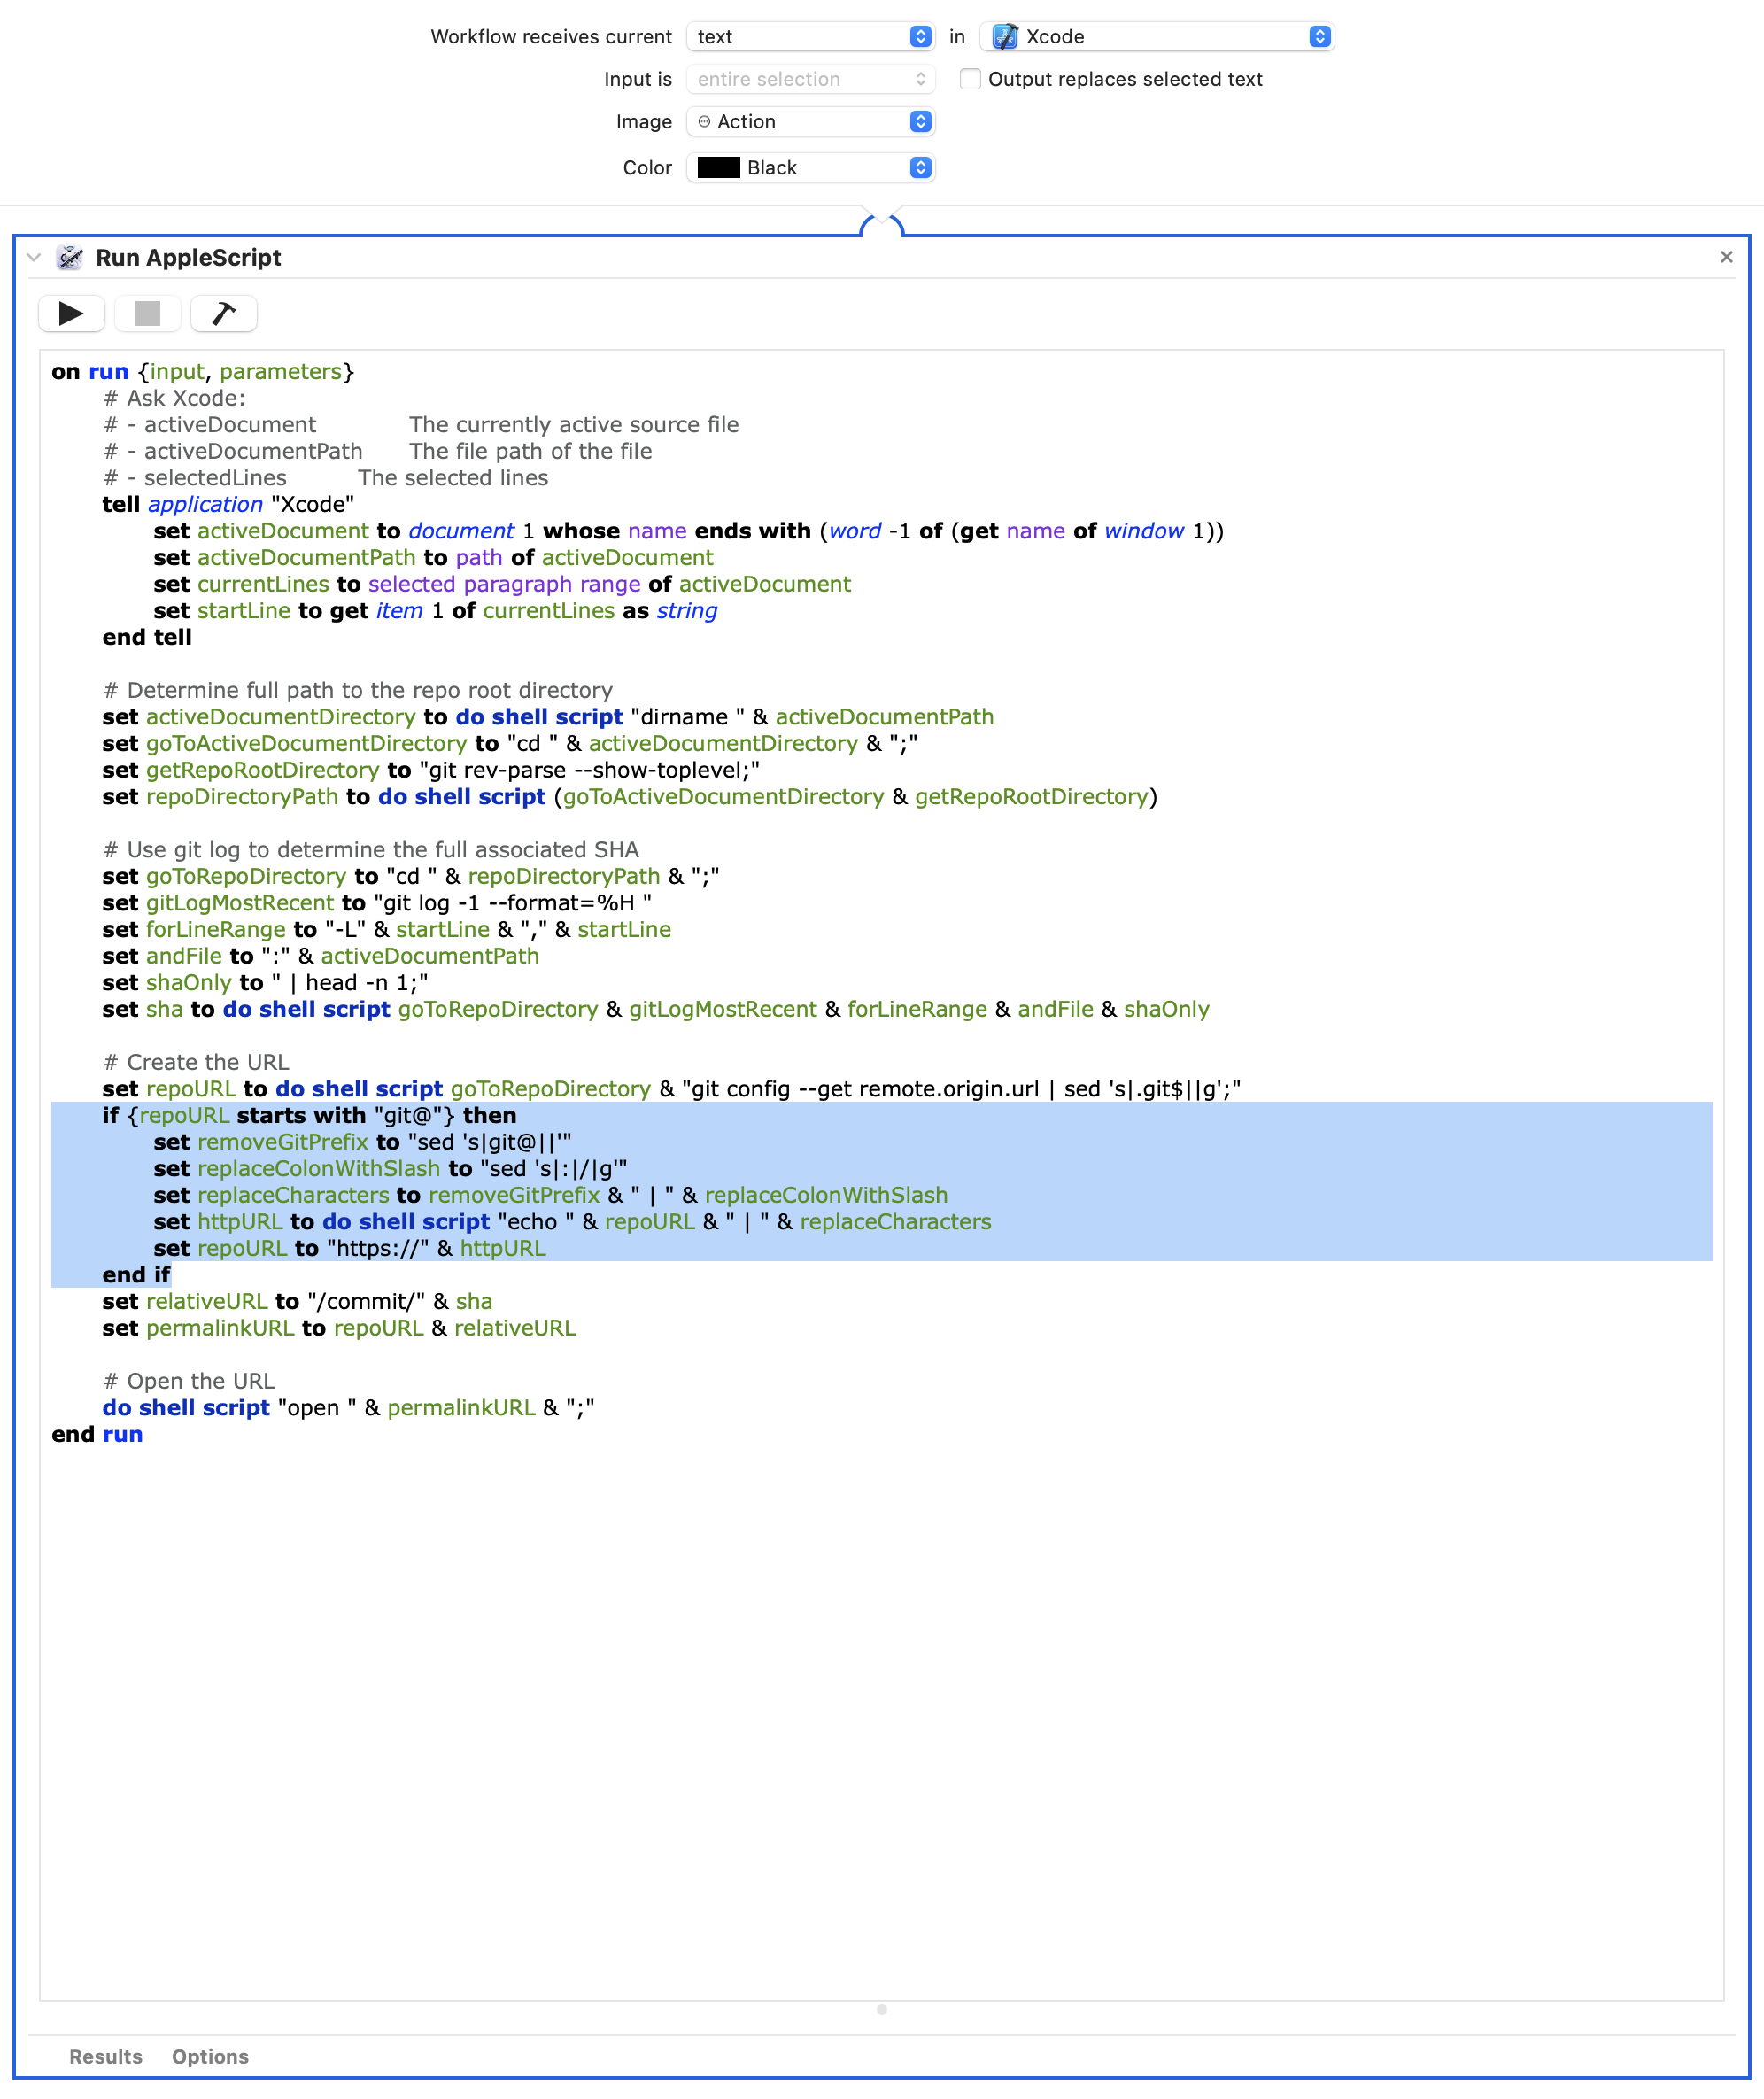 Workflow receives current text in Xcode
Input is entire selection Output replaces selected text
Image Action
Color Black
Run AppleScript
on run {input, parameters}
# Ask Xcode:
# - activeDocument The currently active source file
# - activeDocumentPath The file path of the file
# - selectedLines The selected lines
tell application "Xcode"
set activeDocument to document 1 whose name ends with (word -1 of (get name of window 1))
set activeDocumentPath to path of activeDocument
set currentLines to selected paragraph range of activeDocument
set startLine to get item 1 of currentLines as string
end tell
# Determine full path to the repo root directory
set activeDocumentDirectory to do shell script "dirname " & activeDocumentPath
set goToActiveDocumentDirectory to "cd " & activeDocumentDirectory & ";"
set getRepoRootDirectory to "git rev-parse --show-toplevel;"
set repoDirectoryPath to do shell script (goToActiveDocumentDirectory & getRepoRootDirectory)
# Use git log to determine the full associated SHA
set goToRepoDirectory to "cd " & repoDirectoryPath & ";"
set gitLogMostRecent to "git log -1 --format=%H "
set forLineRange to "-L" & startLine & "," & startLine
set andFile to ":" & activeDocumentPath
set shaOnly to " | head -n 1;"
set sha to do shell script goToRepoDirectory & gitLogMostRecent & forLineRange & andFile & shaOnly
# Create the URL
set repoURL to do shell script goToRepoDirectory & "git config --get remote.origin.url | sed 's|.git$||g';"
if {repoURL starts with "git@"} then
set removeGitPrefix to "sed 's|git@||'"
set replaceColonWithSlash to "sed 's|:|/|g'"
set replaceCharacters to removeGitPrefix & " | " & replaceColonWithSlash
set httpURL to do shell script "echo " & repoURL & " | " & replaceCharacters
set repoURL to "https://" & httpURL
end if
set relativeURL to "/commit/" & sha
set permalinkURL to repoURL & relativeURL
# Open the URL
do shell script "open " & permalinkURL & ";"
end run
Results Options